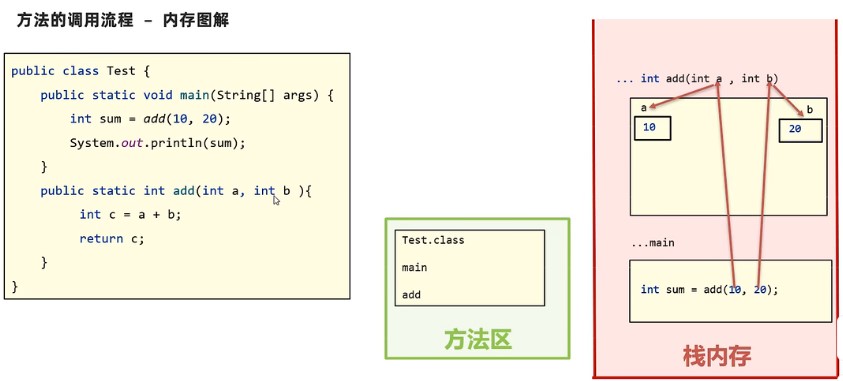 方法的调用流程 - 内存图解
public class Test {
public static void main(String[] args) {
int sum = add(10, 20);
System.out.println(sum);
}
public static int add(int a, int b ){
int c = a + b;
return c;
}
}
Test.class
main
add
方法区
... int add(int a , int b)
a
b
10
20
...main
int sum = add(10, 20);
栈内存